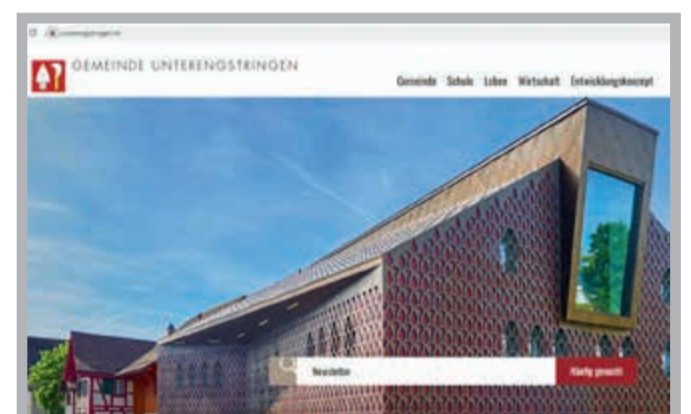 GEMEINDE UNTERENGSTRINGEN
Gemeinde Schule Leben Wirtschaft Entwicklungskonzept
Newsletter Häufig gesucht